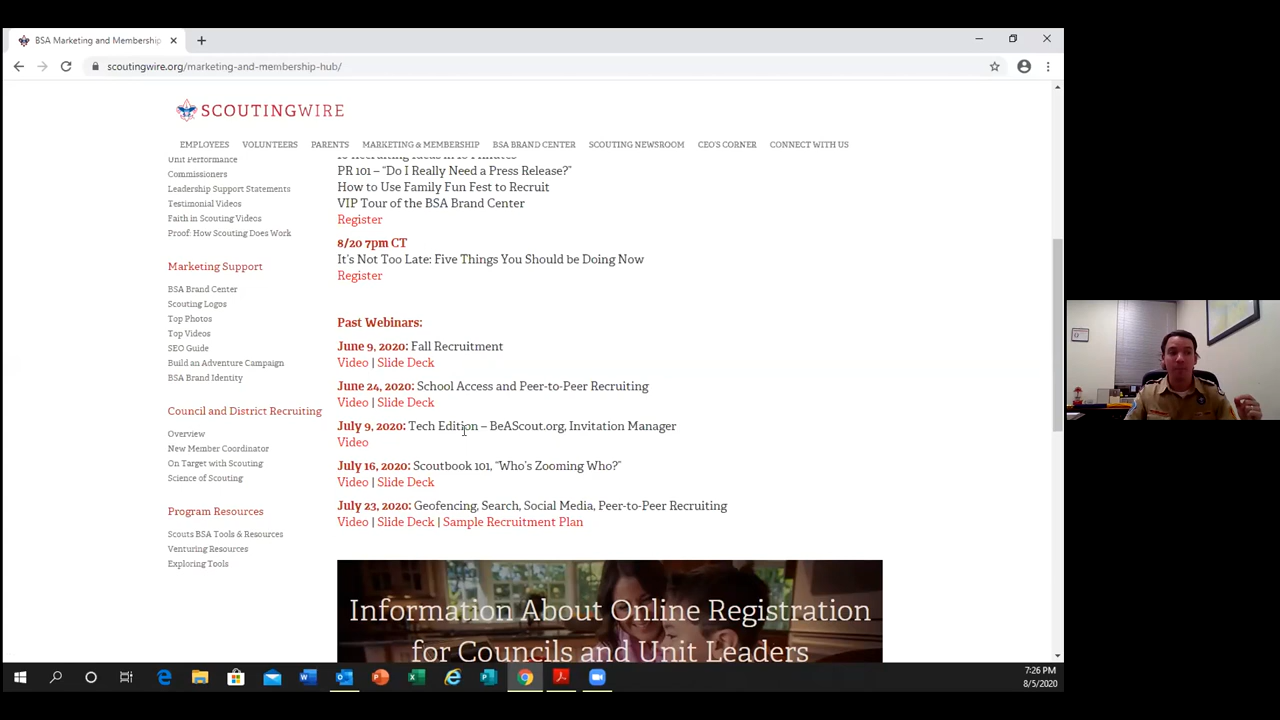 BSA Marketing and Membership
scoutingwire.org/marketing-and-membership-hub/
SCOUTINGWIRE
EMPLOYEES VOLUNTEERS PARENTS MARKETING & MEMBERSHIP BSA BRAND CENTER SCOUTING NEWSROOM CEO'S CORNER CONNECT WITH US
Unit Performance
Commissioners
Leadership Support Statements
Testimonial Videos
Faith in Scouting Videos
Proof: How Scouting Does Work
Marketing Support
BSA Brand Center
Scouting Logos
Top Photos
Top Videos
SEO Guide
Build an Adventure Campaign
BSA Brand Identity
Council and District Recruiting
Overview
New Member Coordinator
On Target with Scouting
Science of Scouting
Program Resources
Scouts BSA Tools & Resources
Venturing Resources
Exploring Tools
10 Recruiting Ideas in 10 Minutes
PR 101 – “Do I Really Need a Press Release?”
How to Use Family Fun Fest to Recruit
VIP Tour of the BSA Brand Center
Register
8/20 7pm CT
It’s Not Too Late: Five Things You Should be Doing Now
Register
Past Webinars:
June 9, 2020: Fall Recruitment
Video | Slide Deck
June 24, 2020: School Access and Peer-to-Peer Recruiting
Video | Slide Deck
July 9, 2020: Tech Edition – BeAScout.org, Invitation Manager
Video
July 16, 2020: Scoutbook 101, “Who’s Zooming Who?”
Video | Slide Deck
July 23, 2020: Geofencing, Search, Social Media, Peer-to-Peer Recruiting
Video | Slide Deck | Sample Recruitment Plan
Information About Online Registration
for Councils and Unit Leaders
7:26 PM
8/5/2020